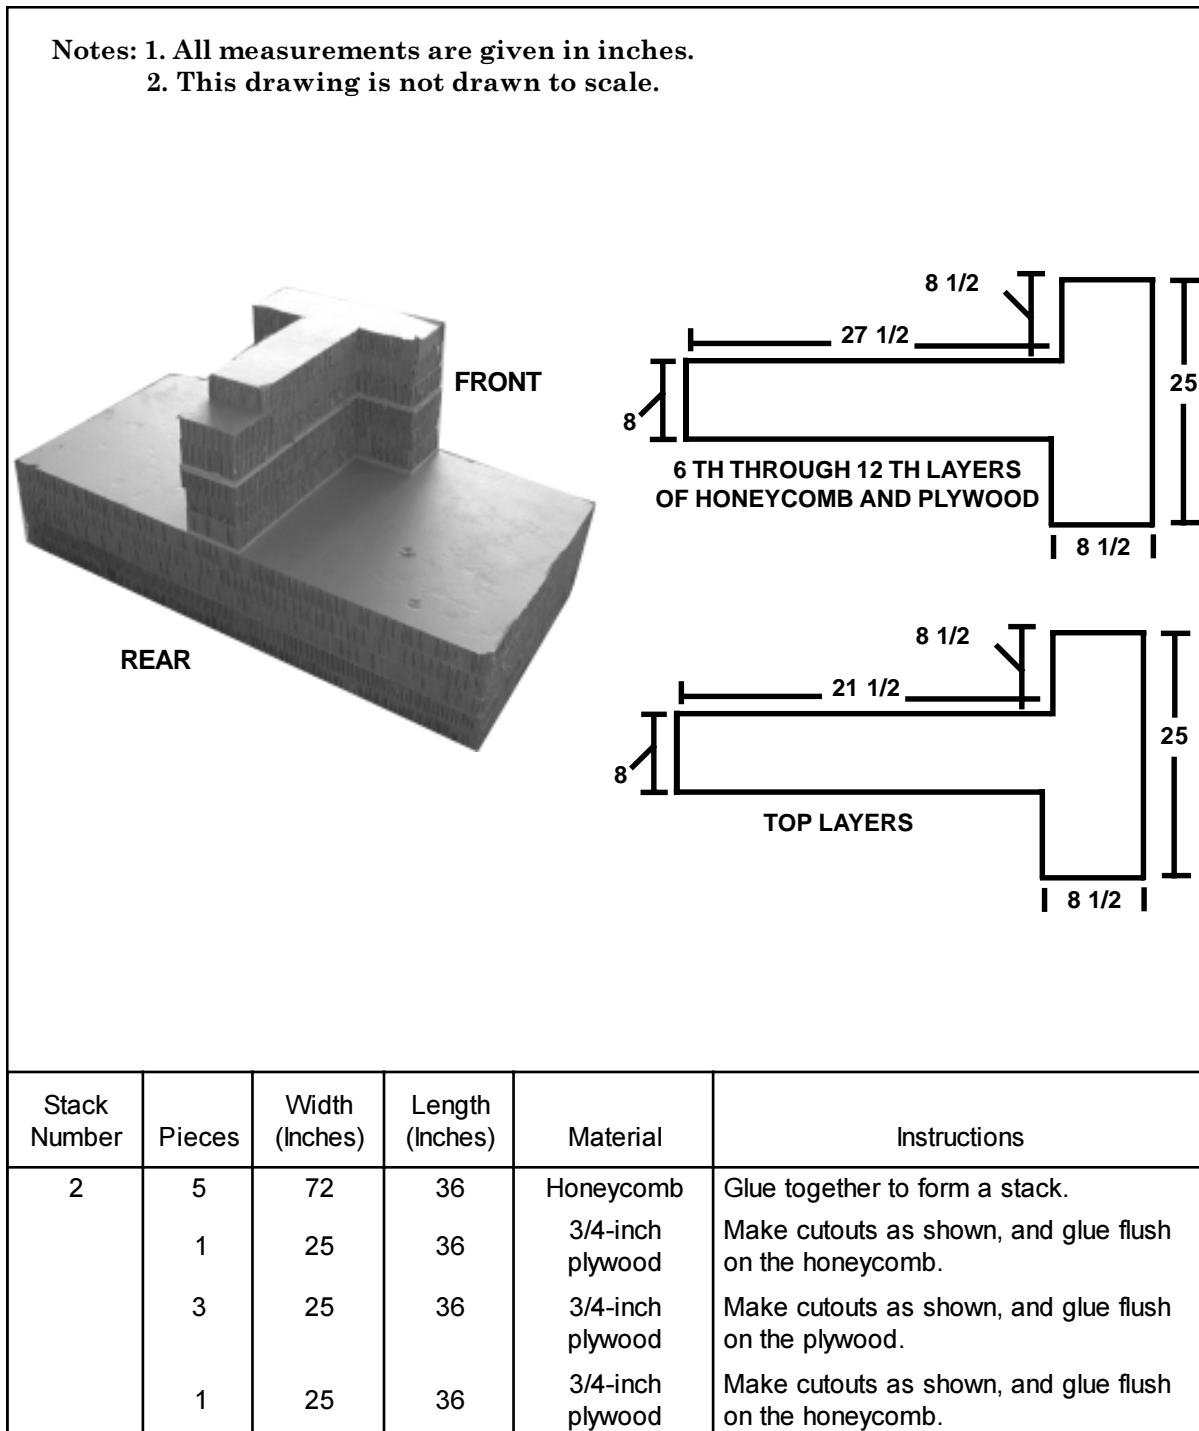 Notes: 1. All measurements are given in inches.
2. This drawing is not drawn to scale.
FRONT
REAR
8 1/2
27 1/2
8
25
6 TH THROUGH 12 TH LAYERS
OF HONEYCOMB AND PLYWOOD
8 1/2
8 1/2
21 1/2
8
25
TOP LAYERS
8 1/2
Stack Number Pieces Width (Inches) Length (Inches) Material Instructions
2 5 72 36 Honeycomb Glue together to form a stack.
1 25 36 3/4-inch plywood Make cutouts as shown, and glue flush on the honeycomb.
3 25 36 3/4-inch plywood Make cutouts as shown, and glue flush on the plywood.
1 25 36 3/4-inch plywood Make cutouts as shown, and glue flush on the honeycomb.